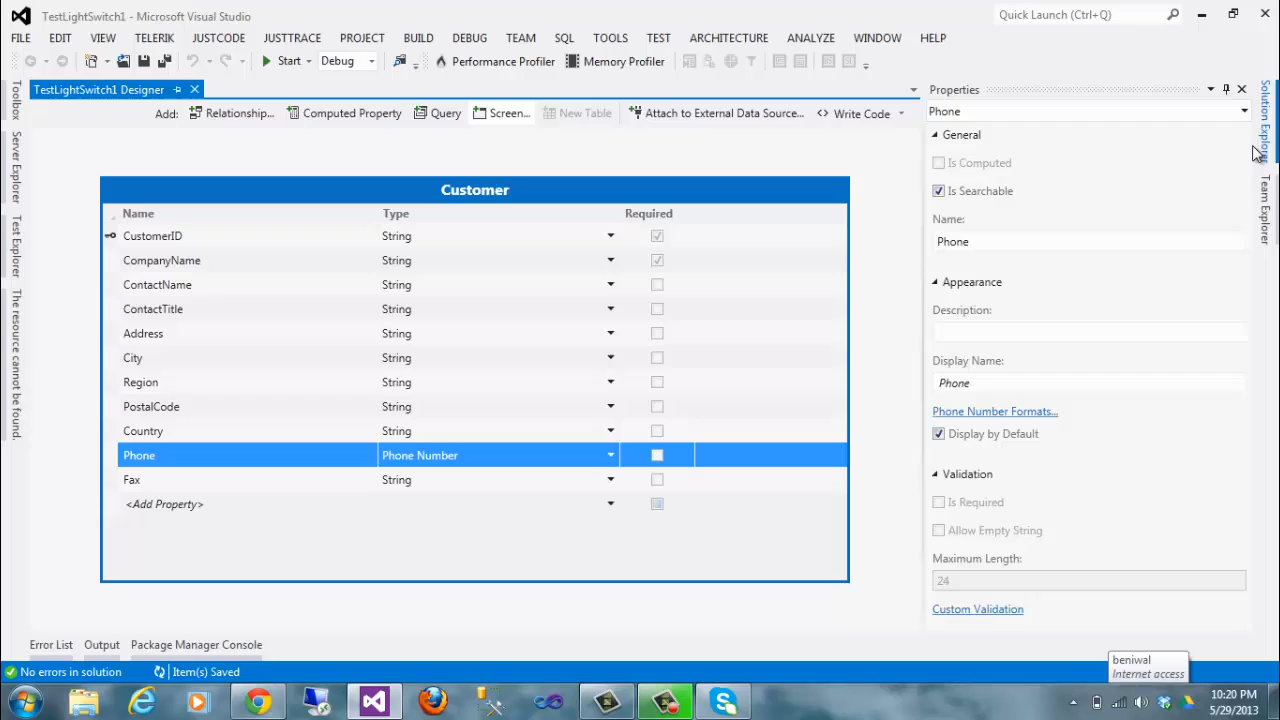 TestLightSwitch1 - Microsoft Visual Studio
Quick Launch (Ctrl+Q)
FILE EDIT VIEW TELERIK JUSTCODE JUSTTRACE PROJECT BUILD DEBUG TEAM SQL TOOLS TEST ARCHITECTURE ANALYZE WINDOW HELP
Start Debug Performance Profiler Memory Profiler
Toolbox
Server Explorer
Test Explorer
The resource cannot be found.
TestLightSwitch1 Designer
Add: Relationship... Computed Property Query Screen... New Table Attach to External Data Source... <> Write Code
Customer
Name Type Required
CustomerID String
CompanyName String
ContactName String
ContactTitle String
Address String
City String
Region String
PostalCode String
Country String
Phone Phone Number
Fax String
<Add Property>
Properties
Phone
General
Is Computed
Is Searchable
Name:
Phone
Appearance
Description:
Display Name:
Phone
Phone Number Formats...
Display by Default
Validation
Is Required
Allow Empty String
Maximum Length:
24
Custom Validation
Solution Explorer
Team Explorer
Error List Output Package Manager Console
No errors in solution Item(s) Saved
beniwal
Internet access
10:20 PM
5/29/2013